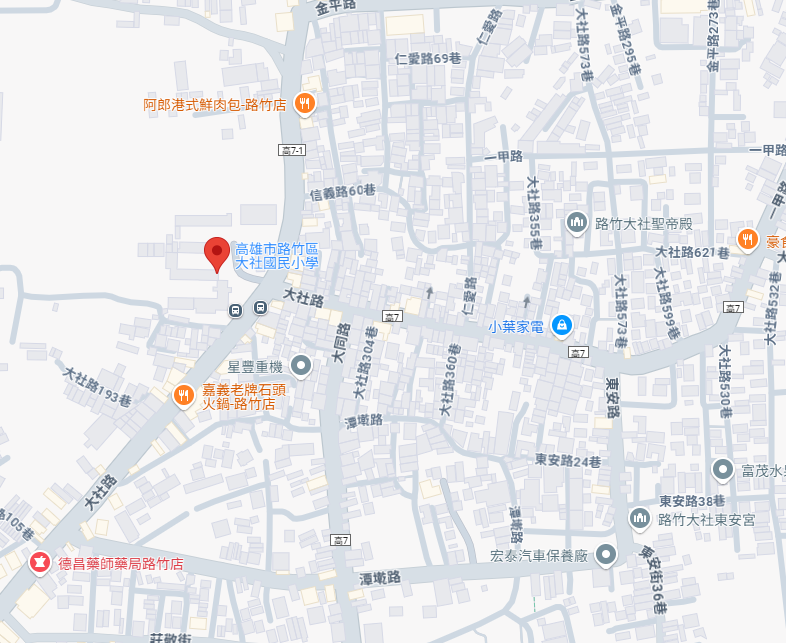 金平路
仁愛路
大社路573巷
金平路295巷
金平路273巷
仁愛路69巷
阿郎港式鮮肉包-路竹店
高7-1
一甲路
一甲路
信義路60巷
大社路355巷
路竹大社聖帝殿
一甲路
高雄市路竹區
大社國民小學
豪食
大社路621巷
大社路
仁愛路
大社路573巷
大社路599巷
大社路532巷
高7
高7
小葉家電
高7
大同路
大社路304巷
大社路360巷
星豐重機
大社路193巷
嘉義老牌石頭
火鍋-路竹店
東安路
大社路530巷
潭墘路
東安路24巷
富茂水
大社路
東安路38巷
路竹大社東安宮
路105巷
潭墘路
高7
德昌藥師藥局路竹店
宏泰汽車保養廠
潭墘路
東安街36巷
莊敬街